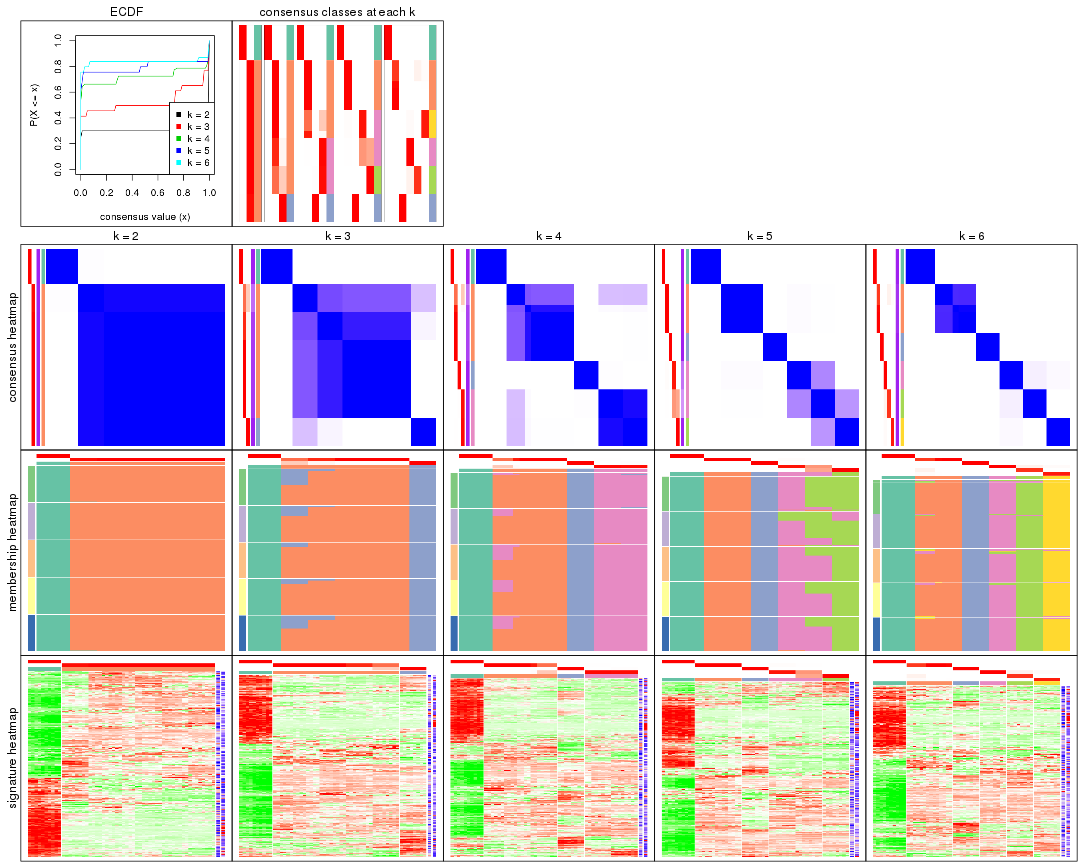 ECDF
consensus classes at each k
P(X <= x)
1.0
0.8
0.6
0.4
0.2
0.0
k = 2
k = 3
k = 4
k = 5
k = 6
0.0 0.2 0.4 0.6 0.8 1.0
consensus value (x)
k = 2
k = 3
k = 4
k = 5
k = 6
consensus heatmap
membership heatmap
signature heatmap